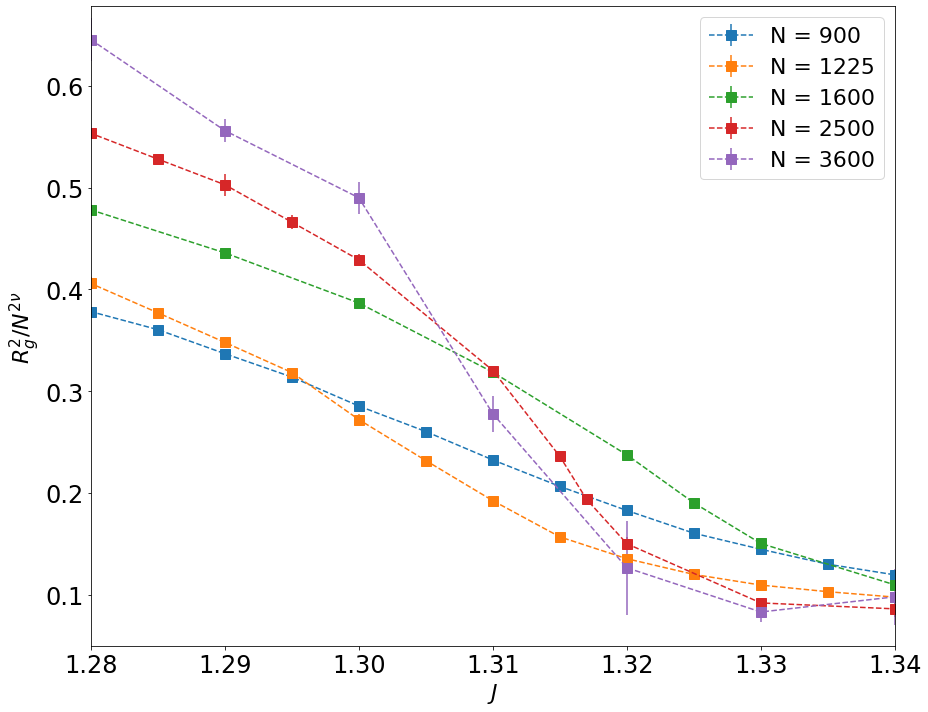 N = 900
N = 1225
N = 1600
N = 2500
N = 3600
0.6
0.5
0.4
0.3
0.2
0.1
R_g^2/N^{2ν}
1.28 1.29 1.30 1.31 1.32 1.33 1.34
J